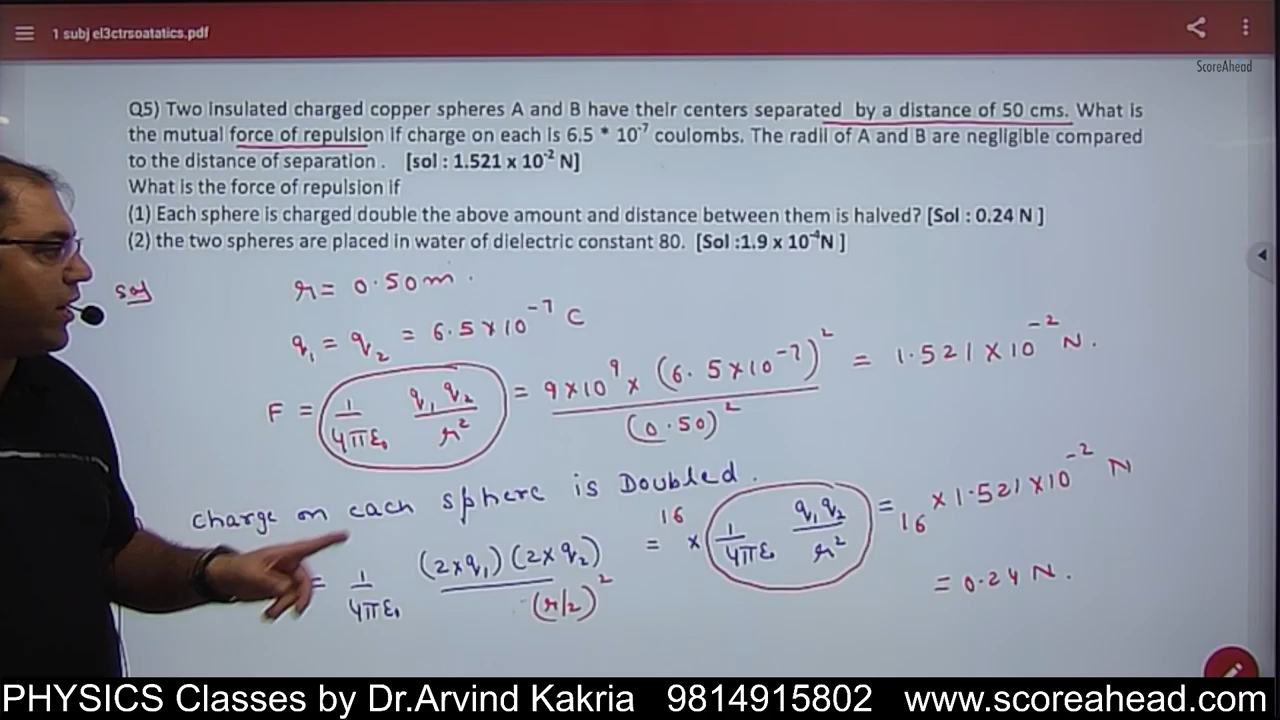 1 subj el3ctrsoatatics.pdf
ScoreAhead
Q5) Two insulated charged copper spheres A and B have their centers separated by a distance of 50 cms. What is
the mutual force of repulsion if charge on each is 6.5 * 10⁻⁷ coulombs. The radii of A and B are negligible compared
to the distance of separation . [sol : 1.521 x 10⁻² N]
What is the force of repulsion if
(1) Each sphere is charged double the above amount and distance between them is halved? [Sol : 0.24 N ]
(2) the two spheres are placed in water of dielectric constant 80. [Sol :1.9 x 10⁻⁴N ]
Sol r = 0.50m .
q₁ = q₂ = 6.5 x 10⁻⁷ C
F = 1/4πε₀ q₁ q₂/r² = 9 x 10⁹ x (6.5 x 10⁻⁷)²/(0.50)² = 1.521 x 10⁻² N.
Charge on each sphere is Doubled.
= 1/4πε₀ (2xq₁) (2xq₂)/(r/2)² = 16 x 1/4πε₀ q₁q₂/r² = 16 x 1.521 x 10⁻² N
= 0.24 N.
PHYSICS Classes by Dr.Arvind Kakria 9814915802 www.scoreahead.com